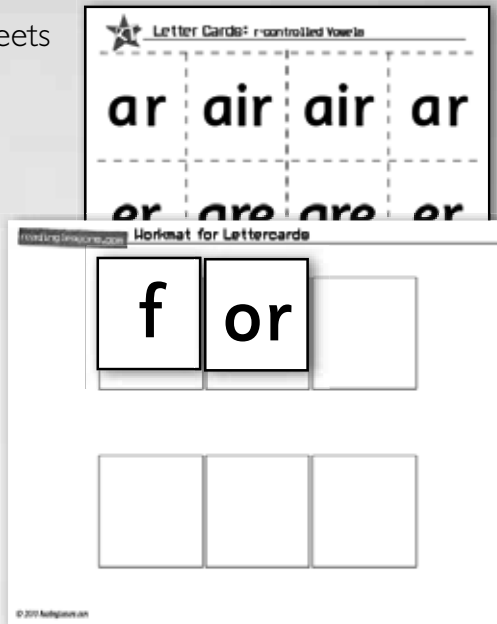 eets
Letter Cards: r-controlled Vowels
ar air air ar
er are are er
Workmat for Lettercards
f or